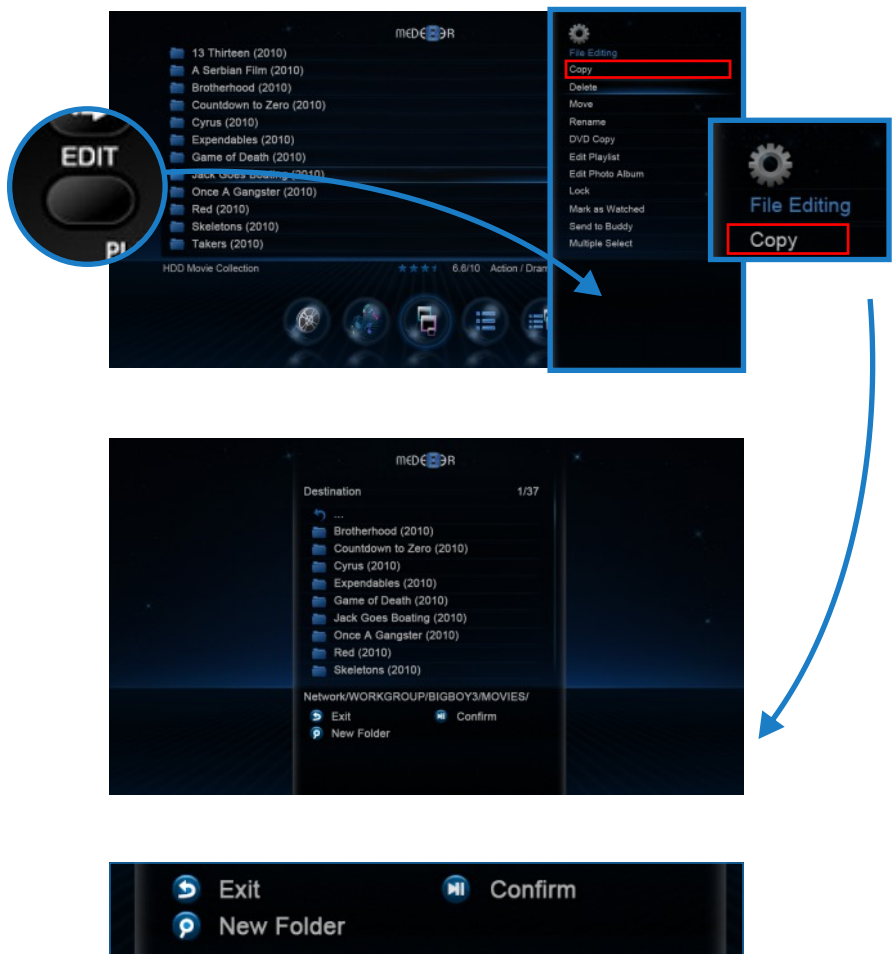 MEDE8ER
13 Thirteen (2010)
A Serbian Film (2010)
Brotherhood (2010)
Countdown to Zero (2010)
Cyrus (2010)
Expendables (2010)
Game of Death (2010)
Jack Goes Boating (2010)
Once A Gangster (2010)
Red (2010)
Skeletons (2010)
Takers (2010)
HDD Movie Collection 6.6/10 Action / Dram
File Editing
Copy
Delete
Move
Rename
DVD Copy
Edit Playlist
Edit Photo Album
Lock
Mark as Watched
Send to Buddy
Multiple Select
EDIT
File Editing
Copy
MEDE8ER
Destination 1/37
...
Brotherhood (2010)
Countdown to Zero (2010)
Cyrus (2010)
Expendables (2010)
Game of Death (2010)
Jack Goes Boating (2010)
Once A Gangster (2010)
Red (2010)
Skeletons (2010)
Network/WORKGROUP/BIGBOY3/MOVIES/
Exit Confirm
New Folder
Exit Confirm
New Folder